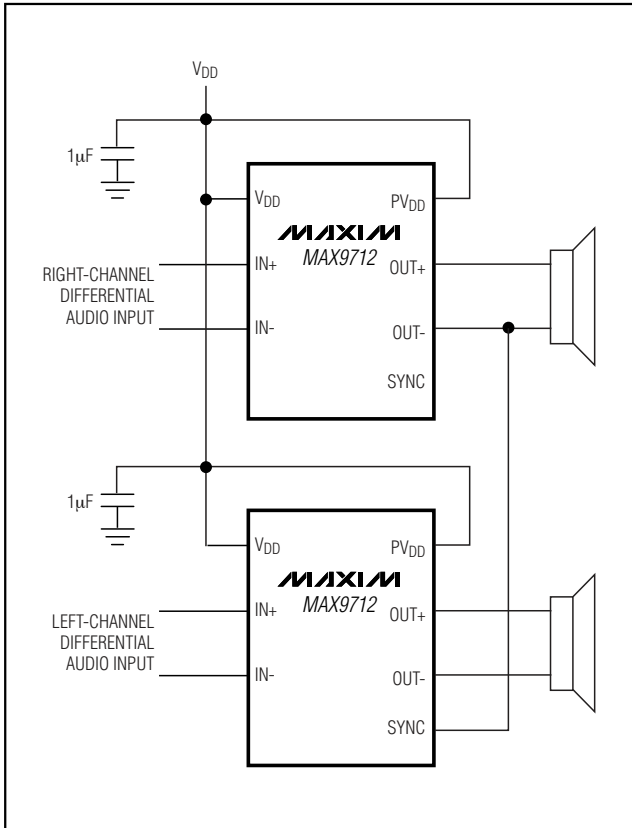 VDD
1μF
VDD
PVDD
MAXIM
MAX9712
IN+
OUT+
RIGHT-CHANNEL
DIFFERENTIAL
AUDIO INPUT
IN-
OUT-
SYNC
1μF
VDD
PVDD
MAXIM
MAX9712
IN+
OUT+
LEFT-CHANNEL
DIFFERENTIAL
AUDIO INPUT
IN-
OUT-
SYNC